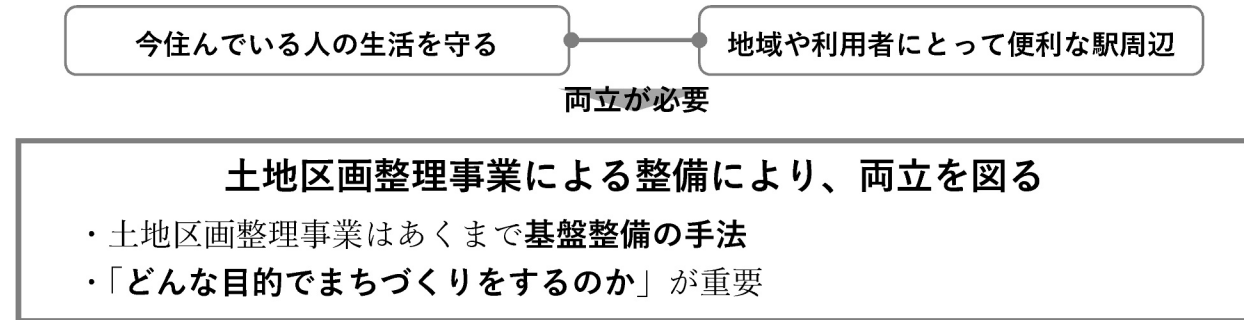 今住んでいる人の生活を守る
地域や利用者にとって便利な駅周辺
両立が必要
土地区画整理事業による整備により、両立を図る
・土地区画整理事業はあくまで基盤整備の手法
・「どんな目的でまちづくりをするのか」が重要